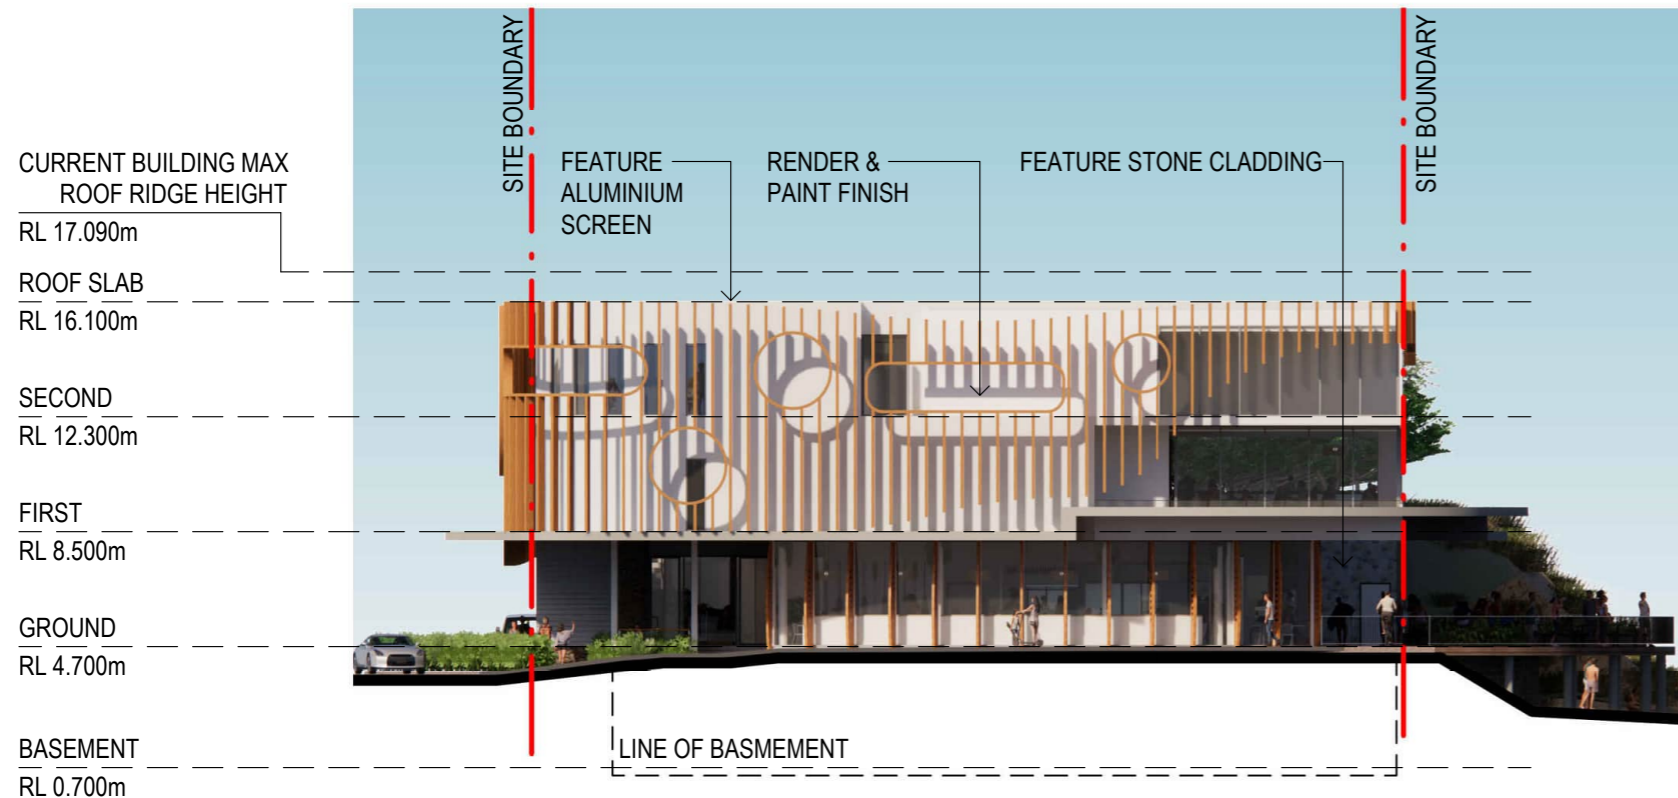 SITE BOUNDARY
SITE BOUNDARY
CURRENT BUILDING MAX
ROOF RIDGE HEIGHT
RL 17.090m
FEATURE
ALUMINIUM
SCREEN
RENDER &
PAINT FINISH
FEATURE STONE CLADDING
ROOF SLAB
RL 16.100m
SECOND
RL 12.300m
FIRST
RL 8.500m
GROUND
RL 4.700m
BASEMENT
RL 0.700m
LINE OF BASMEMENT